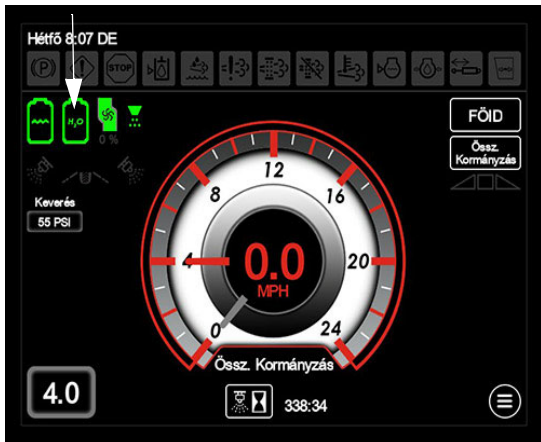 Hétfő 8:07 DE
(P)
STOP
H₂O
0 %
FÖlD
Össz.
Kormányzás
Keverés
55 PSI
12
8
16
4
20
0.0
MPH
0
24
Össz. Kormányzás
4.0
338:34